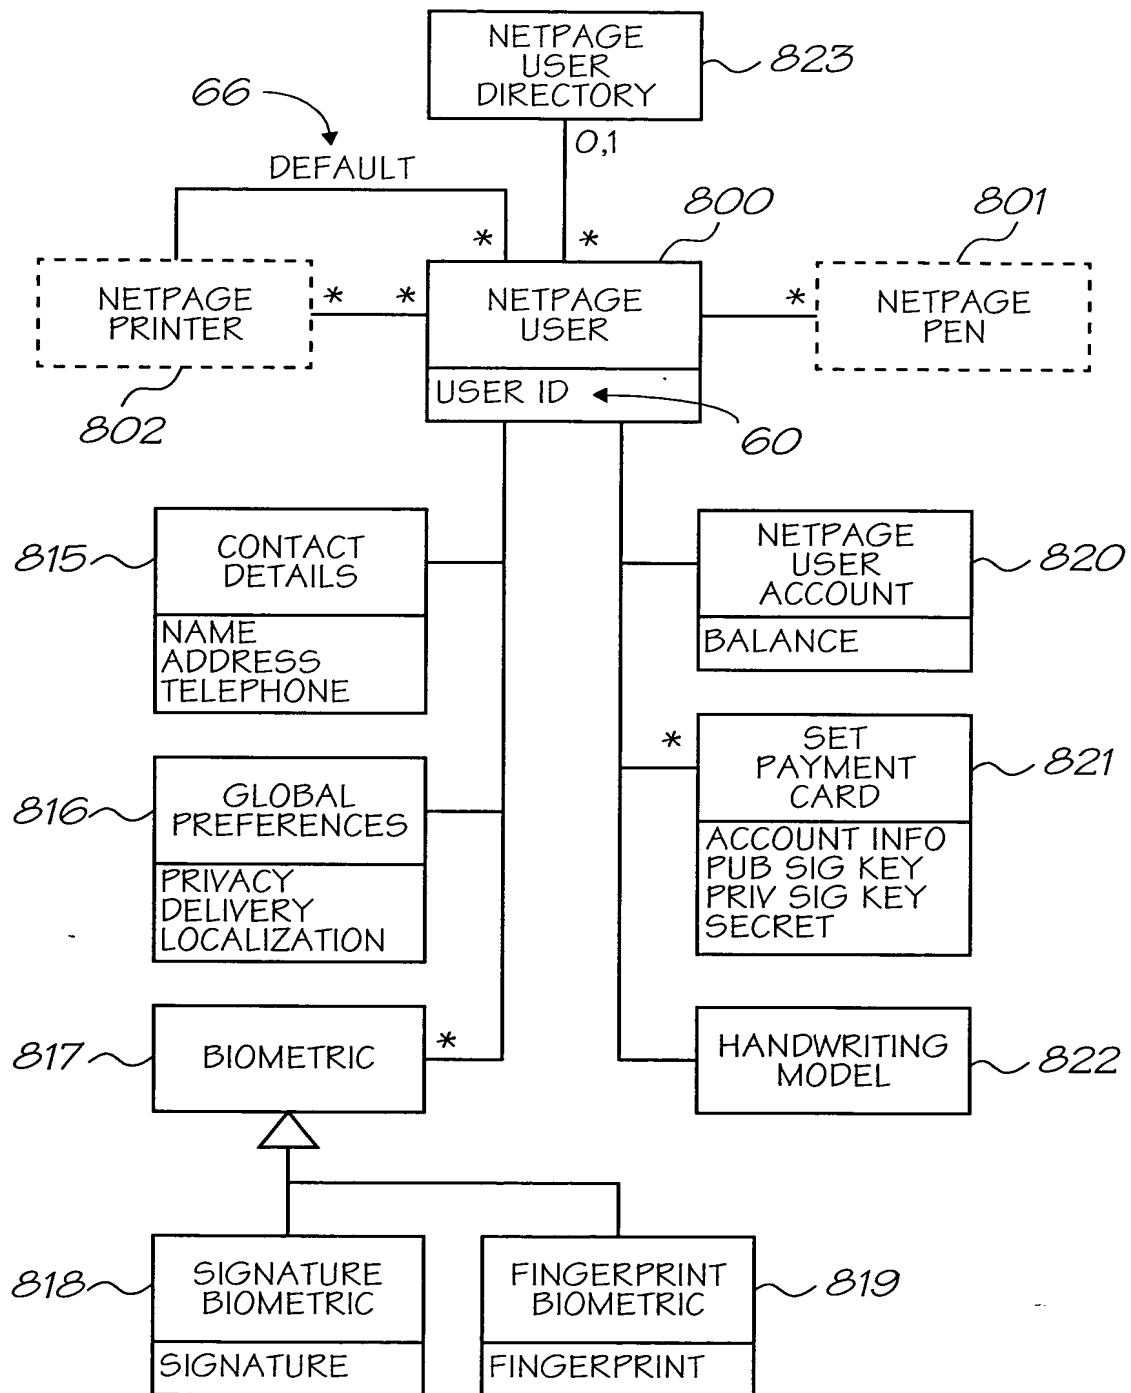 NETPAGE
USER
DIRECTORY
823
66
0,1
DEFAULT
800
801
*
*
NETPAGE
PRINTER
*
*
NETPAGE
USER
*
NETPAGE
PEN
USER ID
802
60
815
CONTACT
DETAILS
NAME
ADDRESS
TELEPHONE
NETPAGE
USER
ACCOUNT
820
BALANCE
816
GLOBAL
PREFERENCES
PRIVACY
DELIVERY
LOCALIZATION
*
SET
PAYMENT
CARD
821
ACCOUNT INFO
PUB SIG KEY
PRIV SIG KEY
SECRET
817
BIOMETRIC
*
HANDWRITING
MODEL
822
818
SIGNATURE
BIOMETRIC
SIGNATURE
FINGERPRINT
BIOMETRIC
819
FINGERPRINT